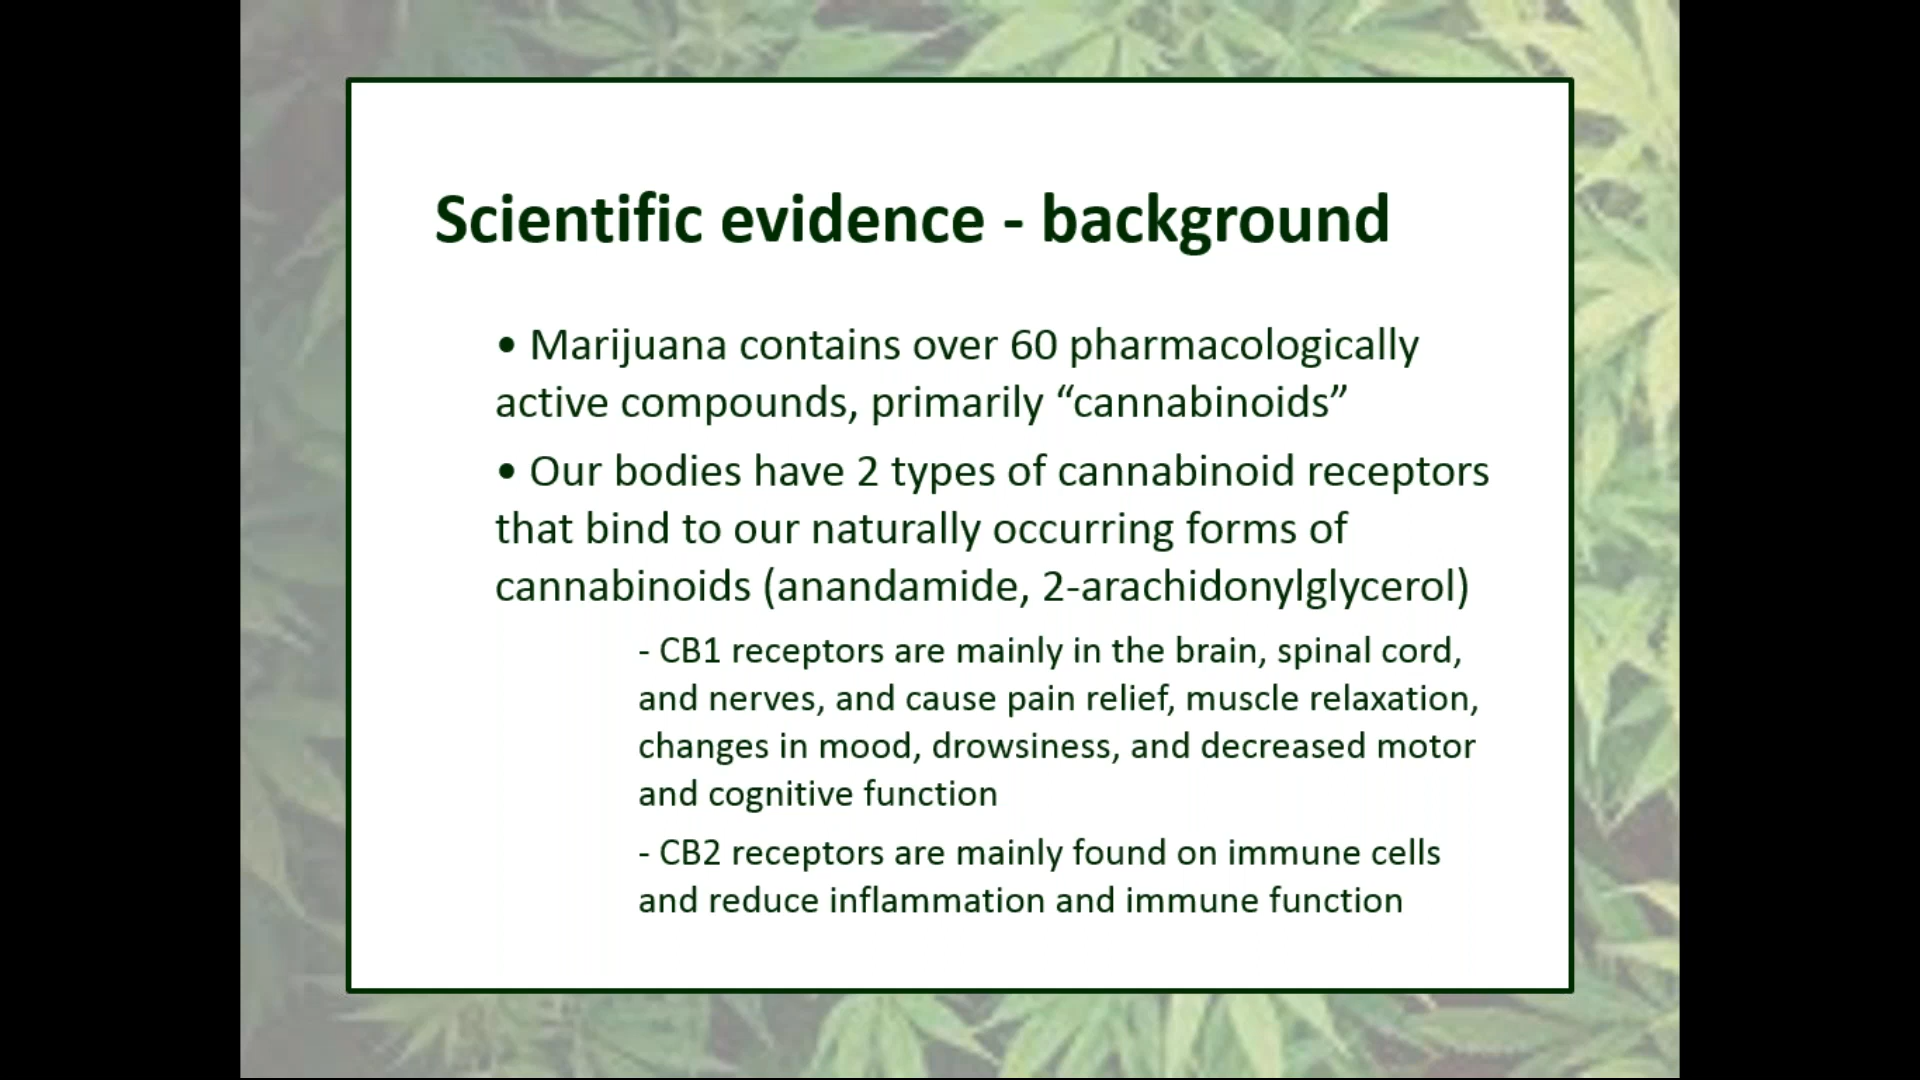 Scientific evidence - background
• Marijuana contains over 60 pharmacologically
active compounds, primarily “cannabinoids”
• Our bodies have 2 types of cannabinoid receptors
that bind to our naturally occurring forms of
cannabinoids (anandamide, 2-arachidonylglycerol)
- CB1 receptors are mainly in the brain, spinal cord,
and nerves, and cause pain relief, muscle relaxation,
changes in mood, drowsiness, and decreased motor
and cognitive function
- CB2 receptors are mainly found on immune cells
and reduce inflammation and immune function